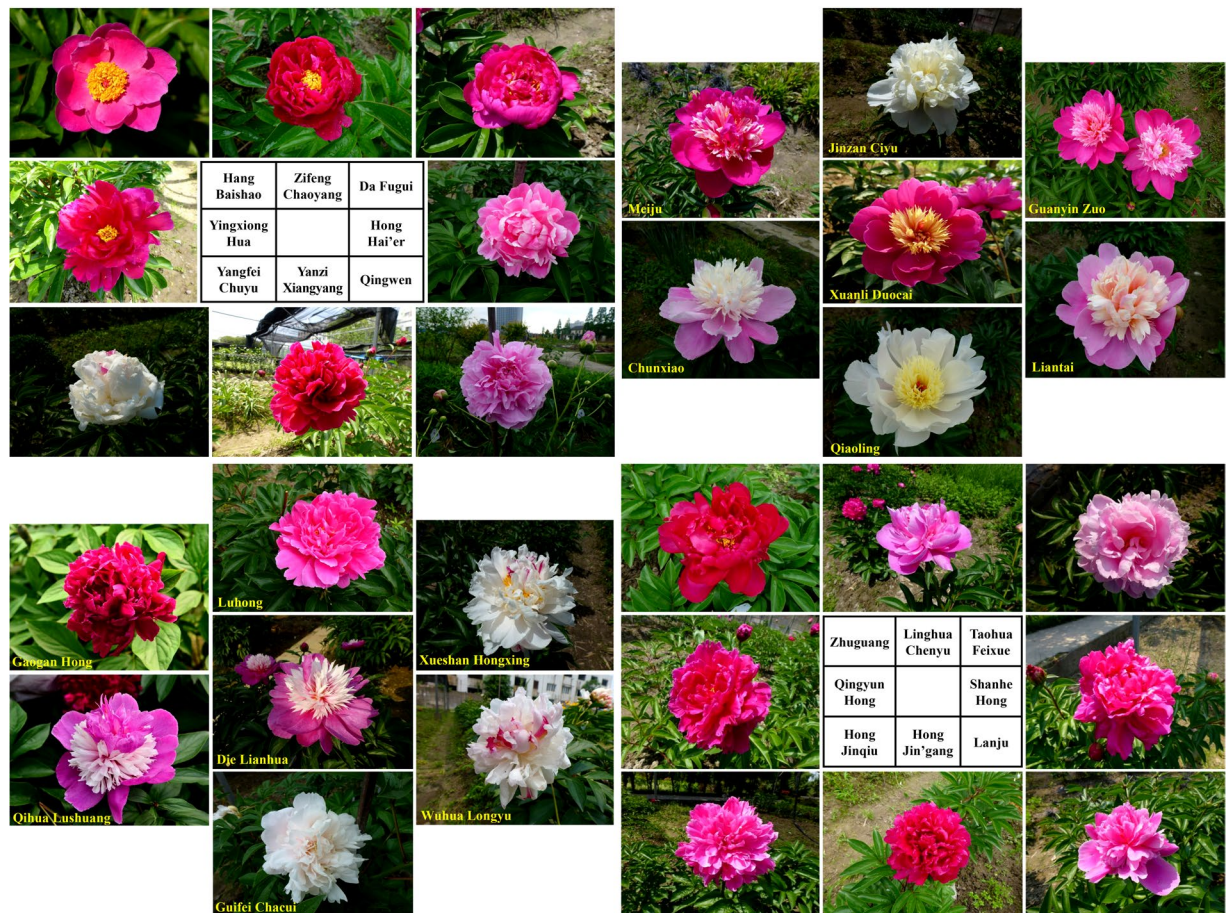 Hang
Baishao
Zifeng
Chaoyang
Da Fugui
Yingxiong
Hua
Hong
Hai'er
Yangfei
Chuyu
Yanzi
Xiangyang
Qingwen
Meiju
Jinzan Ciyu
Guanyin Zuo
Chunxiao
Xuanli Duocai
Liantai
Qiaoling
Gaogan Hong
Luhong
Xueshan Hongxing
Qihua Lushuang
Die Lianhua
Wuhua Longyu
Guifei Chacui
Zhuguang
Linghua
Chenyu
Taohua
Feixue
Qingyun
Hong
Shanhe
Hong
Hong
Jinqiu
Hong
Jin'gang
Lanju